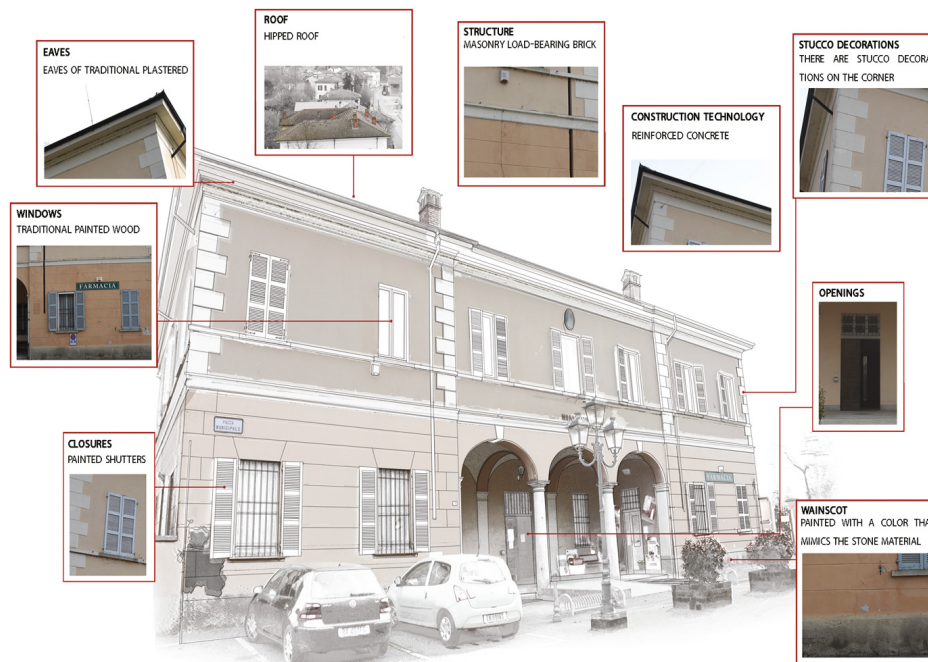 ROOF
HIPPED ROOF
STRUCTURE
MASONRY LOAD-BEARING BRICK
EAVES
EAVES OF TRADITIONAL PLASTERED
STUCCO DECORATIONS
THERE ARE STUCCO DECORA-
TIONS ON THE CORNER
CONSTRUCTION TECHNOLOGY
REINFORCED CONCRETE
WINDOWS
TRADITIONAL PAINTED WOOD
FARMACIA
OPENINGS
CLOSURES
PAINTED SHUTTERS
MUNICIPALE
FARMACIA
WAINSCOT
PAINTED WITH A COLOR THA
MIMICS THE STONE MATERIAL